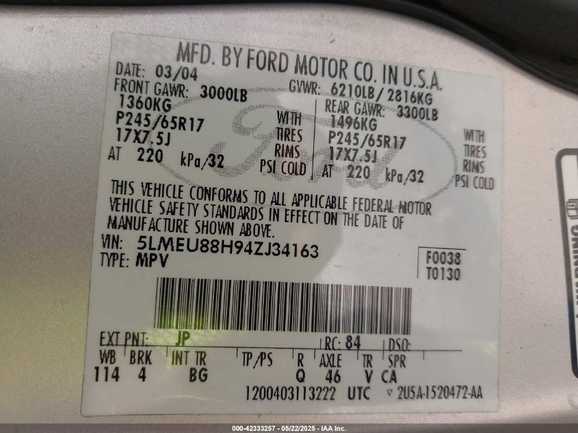 MFD. BY FORD MOTOR CO. IN U.S.A.
DATE: 03/04 GVWR: 6210LB/ 2816KG
FRONT GAWR: 3000LB REAR GAWR: 3300LB
1360KG WITH 1496KG WITH
P245/65R17 TIRES P245/65R17 TIRES
17X7.5J RIMS 17X7.5J RIMS
AT 220 kPa/32 PSI COLD AT 220 kPa/32 PSI COLD
Ford
THIS VEHICLE CONFORMS TO ALL APPLICABLE FEDERAL MOTOR
VEHICLE SAFETY STANDARDS IN EFFECT ON THE DATE OF
MANUFACTURE SHOWN ABOVE.
VIN: 5LMEU88H94ZJ34163 F0038
TYPE: MPV T0130
EXT PNT: JP RC: 84 DSO:
WB BRK INT TR TP/PS R AXLE TR SPR
114 4 BG Q 46 V CA
1200403113222 UTC 2U5A-1520472-AA
000-42333257 - 05/22/2025 - IAA Inc.